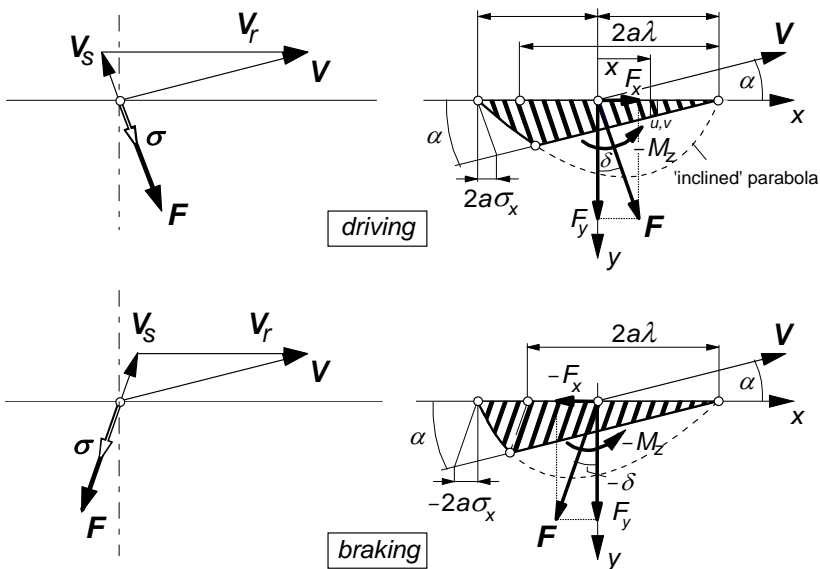 V_s
V_r
V
σ
F
driving
2aλ
x
F_x
V
α
x
α
u,v
−M_z
δ
'inclined' parabola
2aσ_x
F_y
F
y
V_s
V_r
V
σ
F
braking
2aλ
V
−F_x
α
x
α
−M_z
−δ
−2aσ_x
F_y
F
y